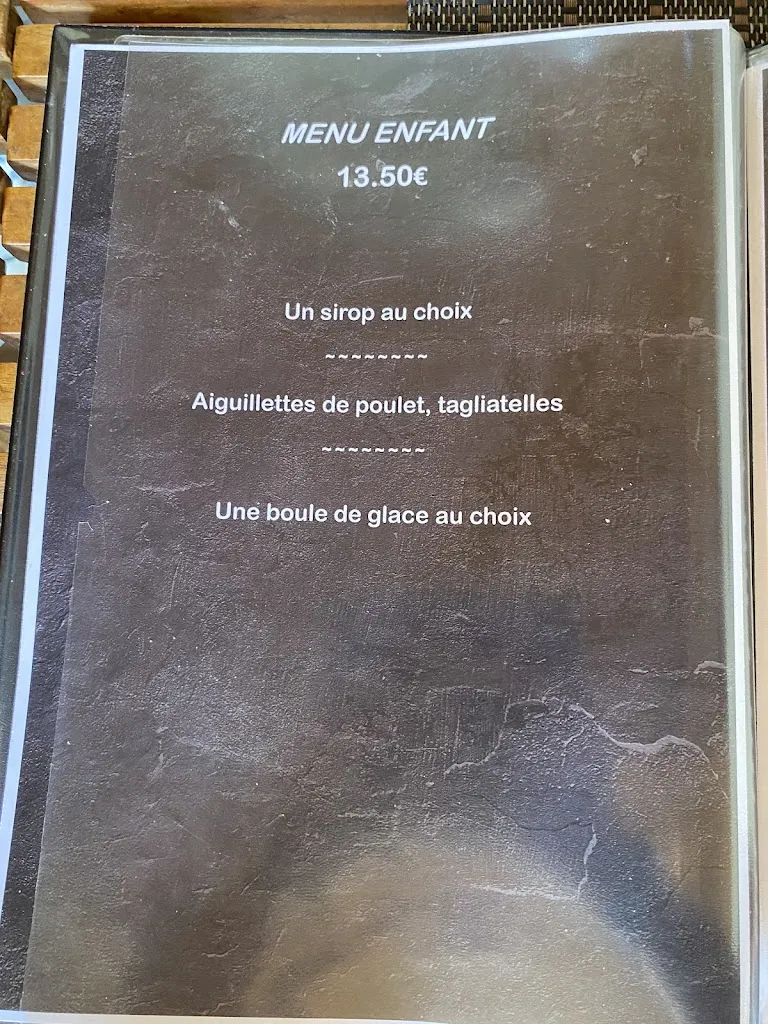 MENU ENFANT
13.50€
Un sirop au choix
~~~~~~~~
Aiguillettes de poulet, tagliatelles
~~~~~~~~
Une boule de glace au choix